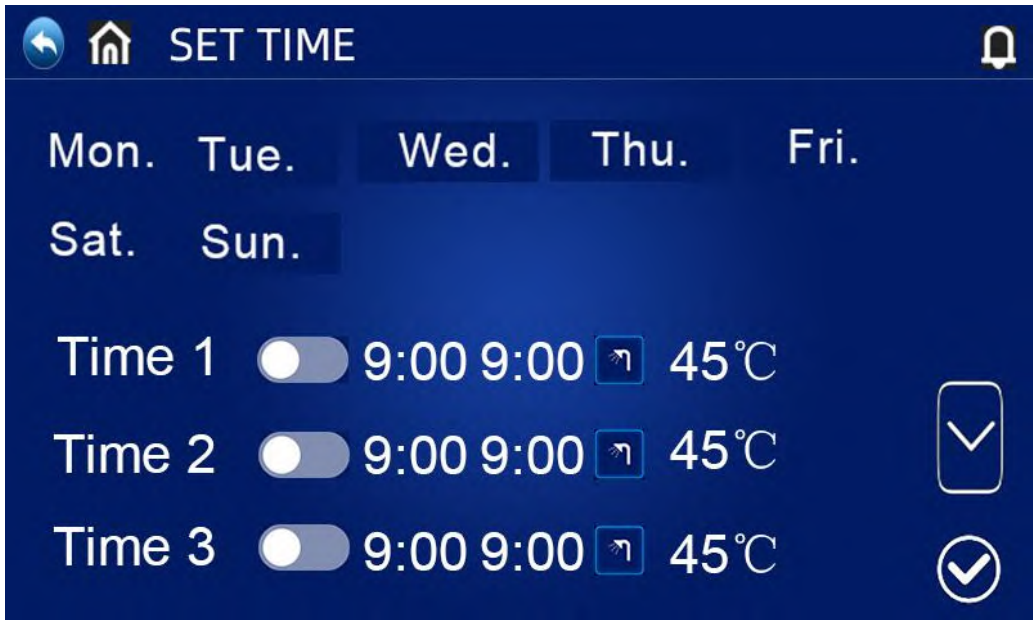 SET TIME
Mon. Tue. Wed. Thu. Fri.
Sat. Sun.
Time 1 9:00 9:00 45℃
Time 2 9:00 9:00 45℃
Time 3 9:00 9:00 45℃